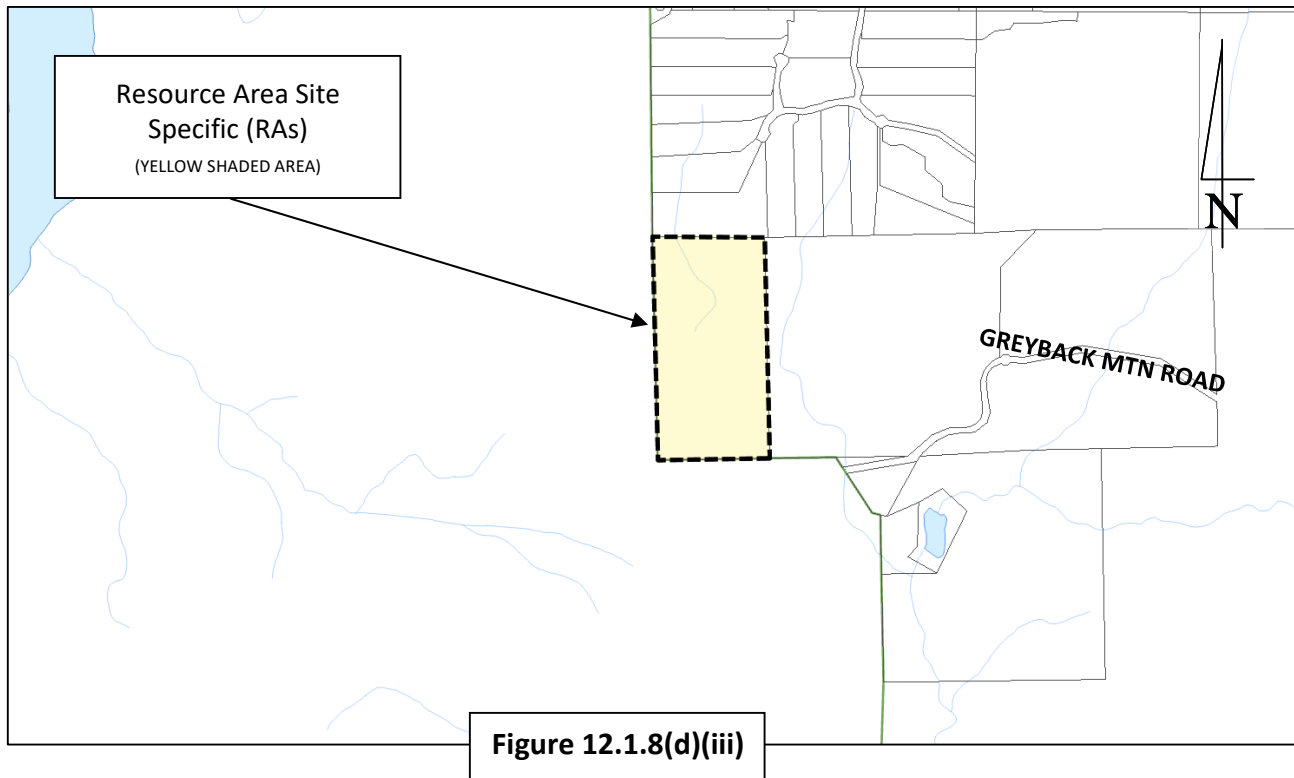 Resource Area Site
Specific (RAs)
(YELLOW SHADED AREA)
N
GREYBACK MTN ROAD
Figure 12.1.8(d)(iii)